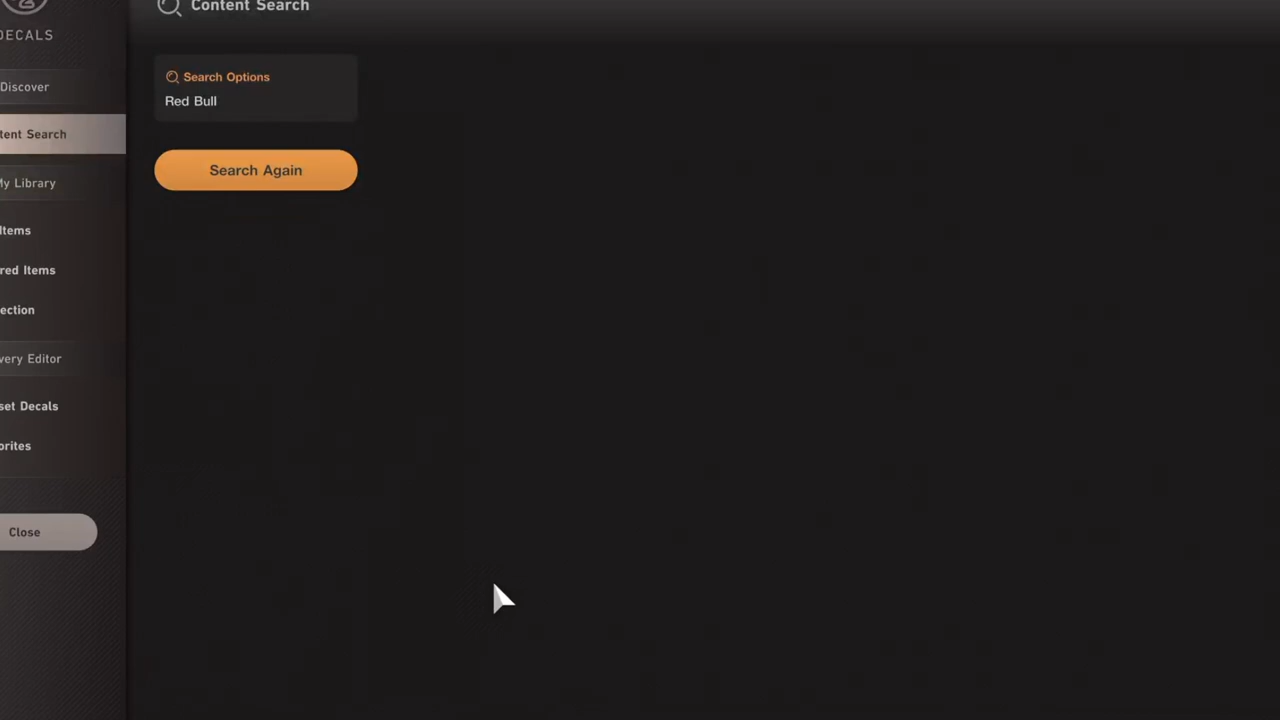 Content Search
DECALS
Discover
tent Search
My Library
Items
red Items
ection
very Editor
set Decals
orites
Close
Search Options
Red Bull
Search Again